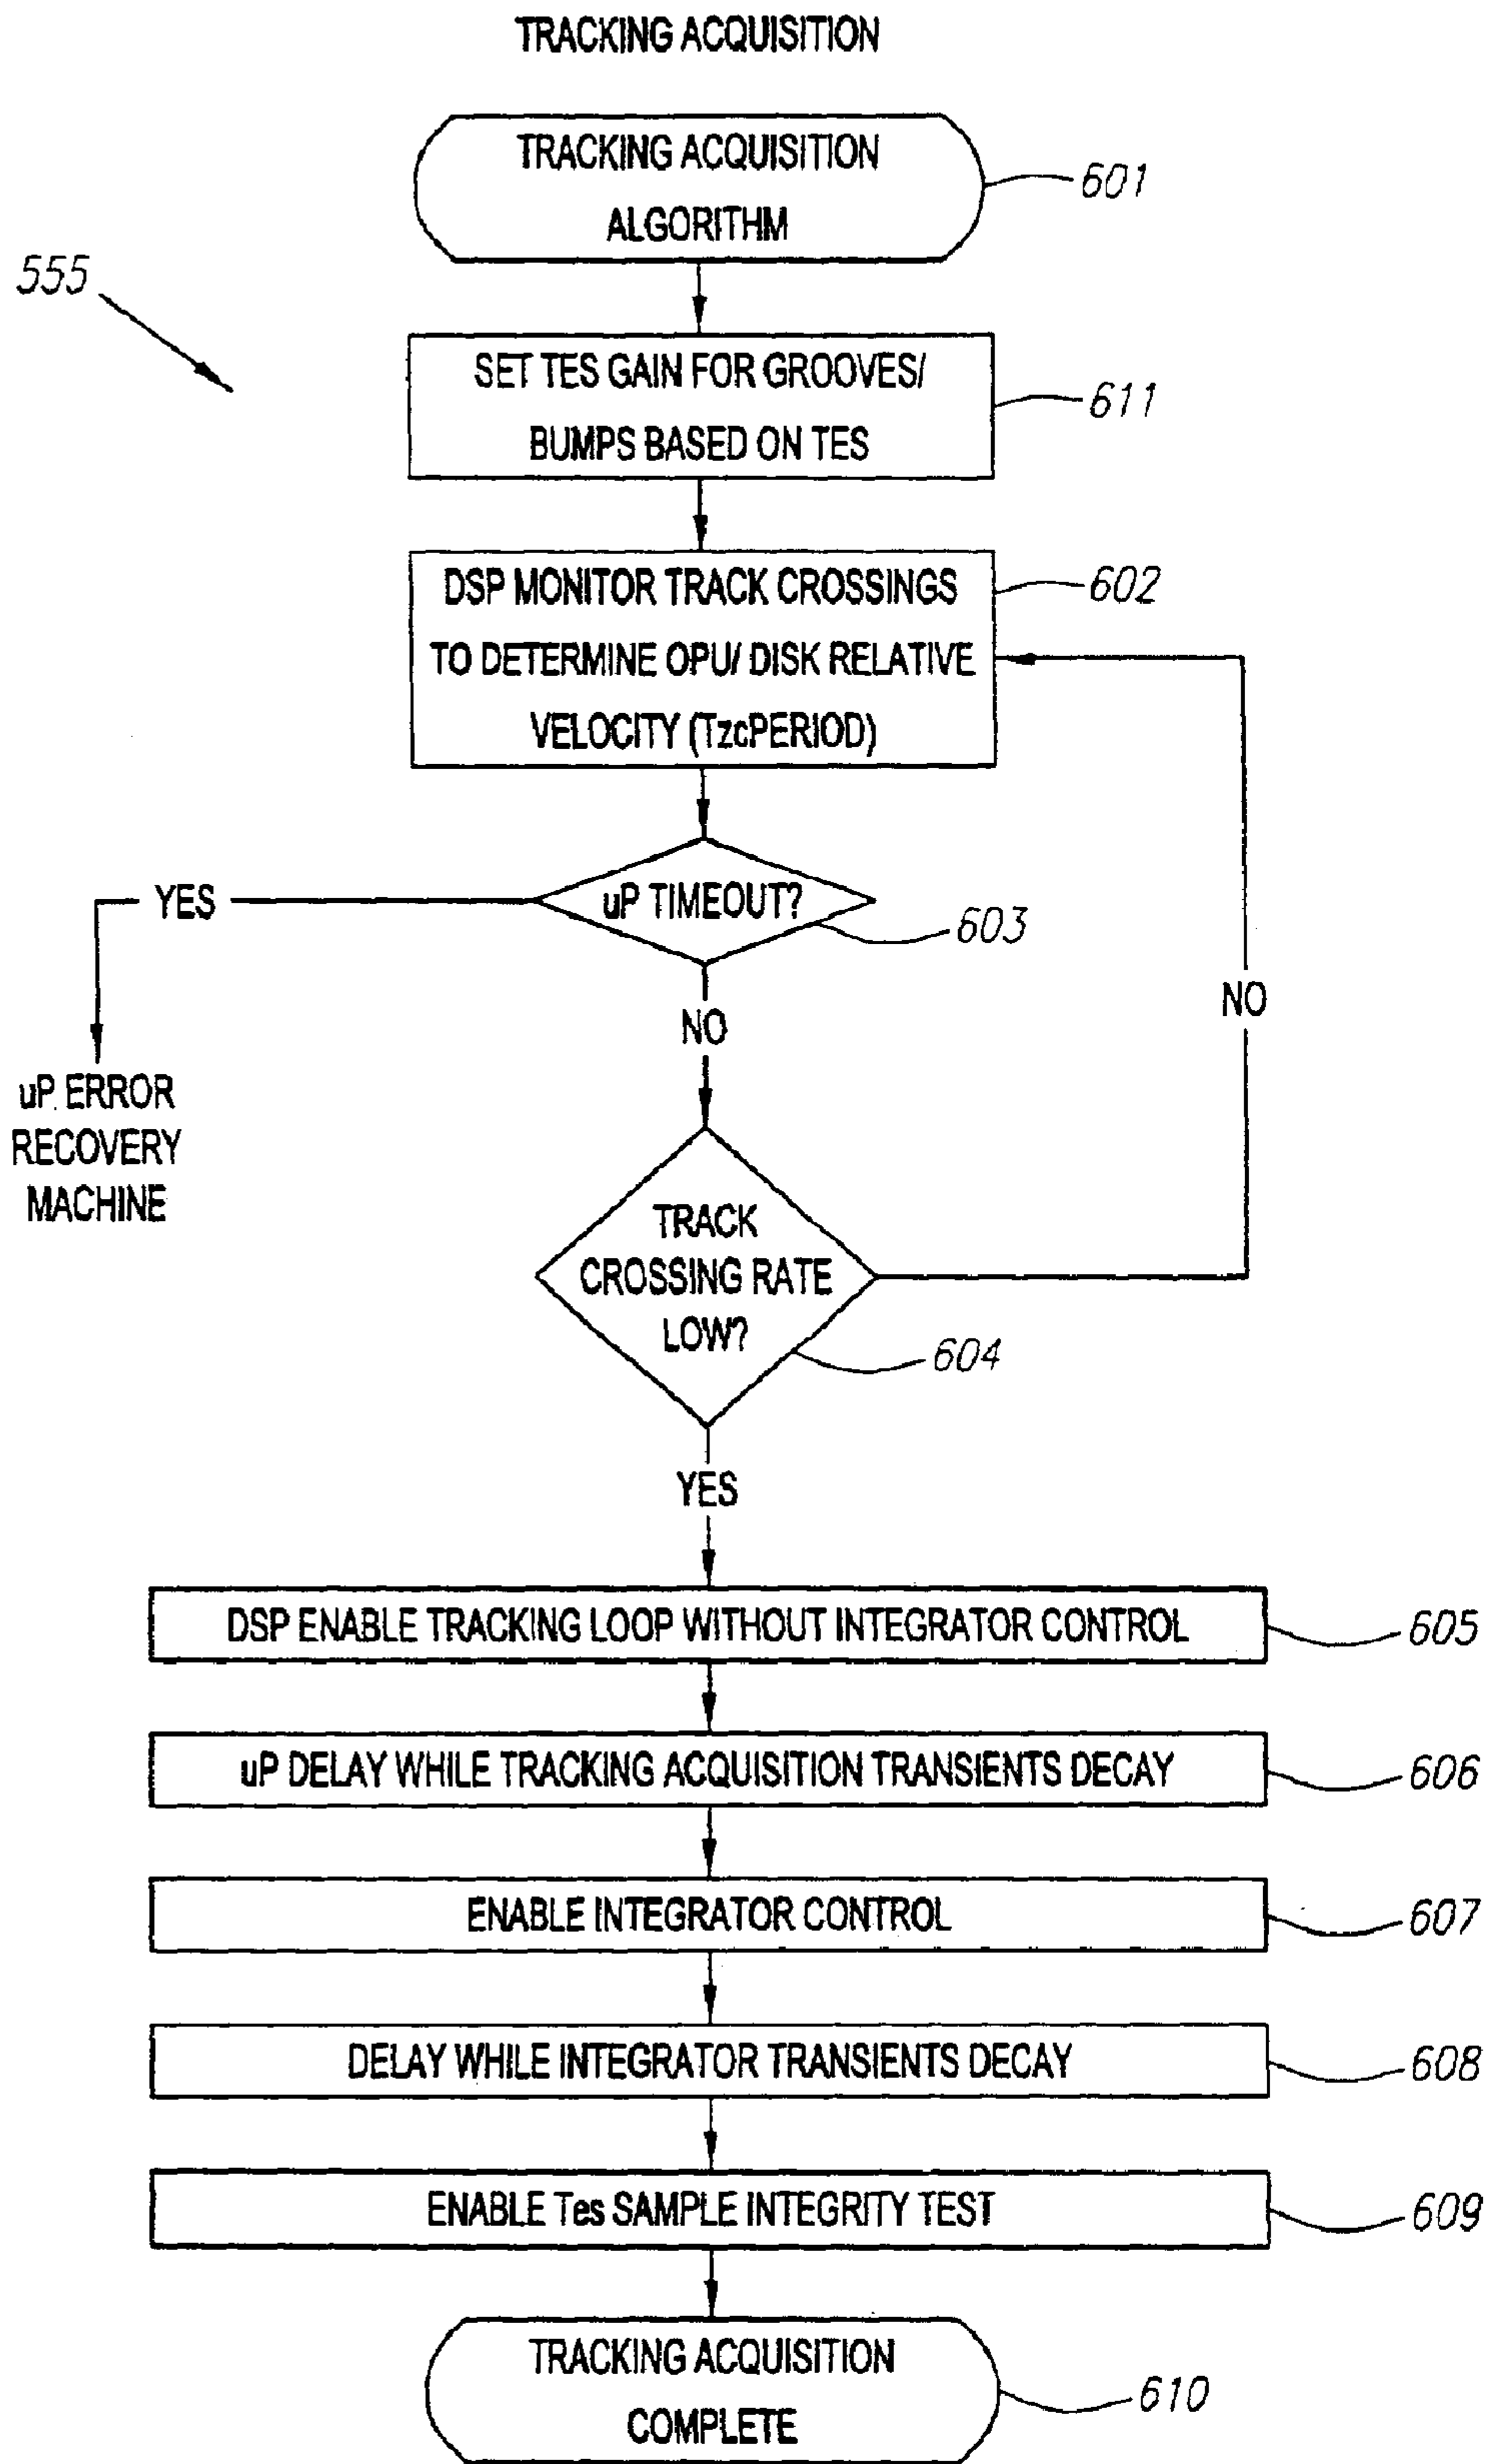 TRACKING ACQUISITION
TRACKING ACQUISITION
ALGORITHM
601
555
SET TES GAIN FOR GROOVES/
BUMPS BASED ON TES
611
DSP MONITOR TRACK CROSSINGS
TO DETERMINE OPU/ DISK RELATIVE
VELOCITY (TzcPERIOD)
602
uP TIMEOUT?
603
YES
uP ERROR
RECOVERY
MACHINE
NO
NO
TRACK
CROSSING RATE
LOW?
604
YES
DSP ENABLE TRACKING LOOP WITHOUT INTEGRATOR CONTROL
605
uP DELAY WHILE TRACKING ACQUISITION TRANSIENTS DECAY
606
ENABLE INTEGRATOR CONTROL
607
DELAY WHILE INTEGRATOR TRANSIENTS DECAY
608
ENABLE Tes SAMPLE INTEGRITY TEST
609
TRACKING ACQUISITION
COMPLETE
610